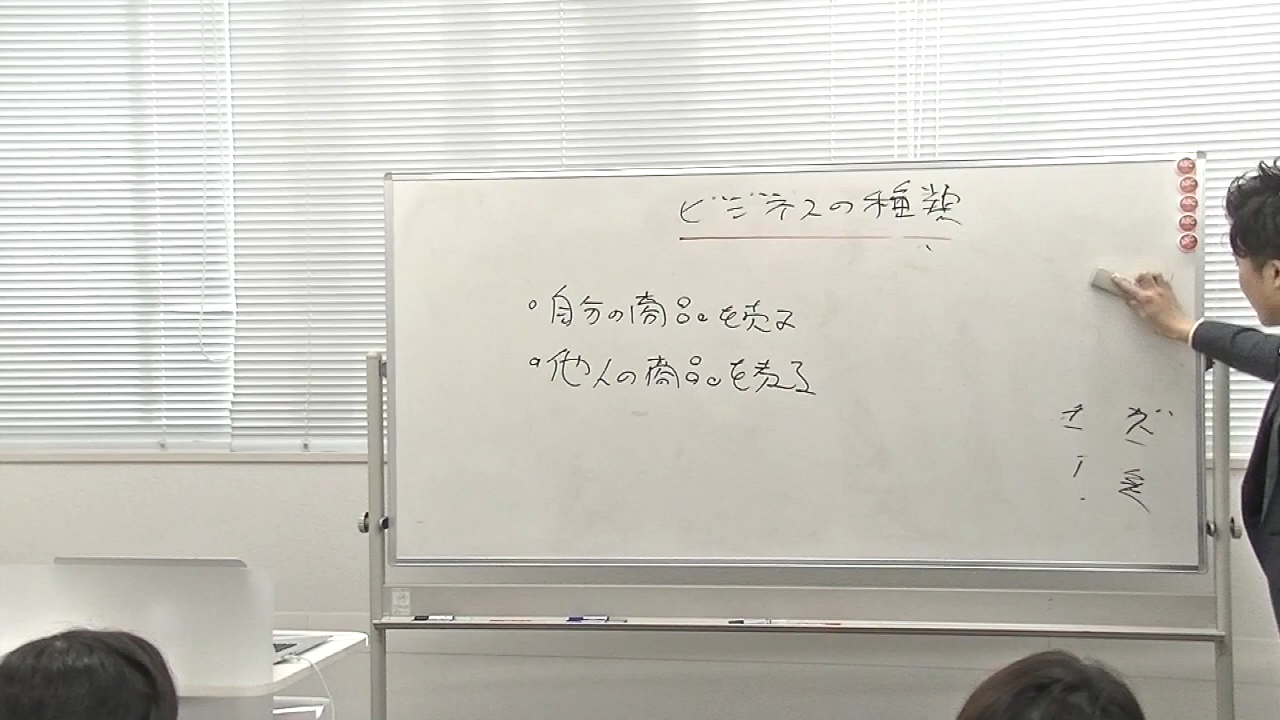 ビジネスの種類
・自分の商品を売る
・他人の商品を売る